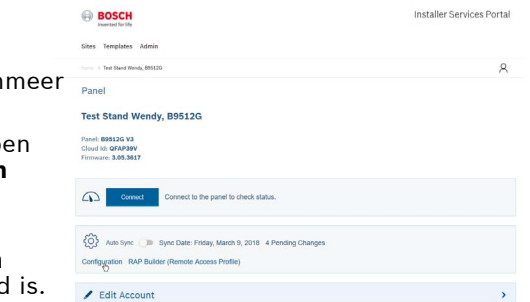 BOSCH
Invented for life
Installer Services Portal
Sites Templates Admin
Home > Test Stand Wendy, B9512G
nmeer
Panel
Test Stand Wendy, B9512G
Panel: B9512G V3
Cloud Id: QFAP39V
Firmware: 3.05.3617
Connect
Connect to the panel to check status.
Auto Sync
Sync Date: Friday, March 9, 2018 4 Pending Changes
Configuration RAP Builder (Remote Access Profile)
d is.
Edit Account